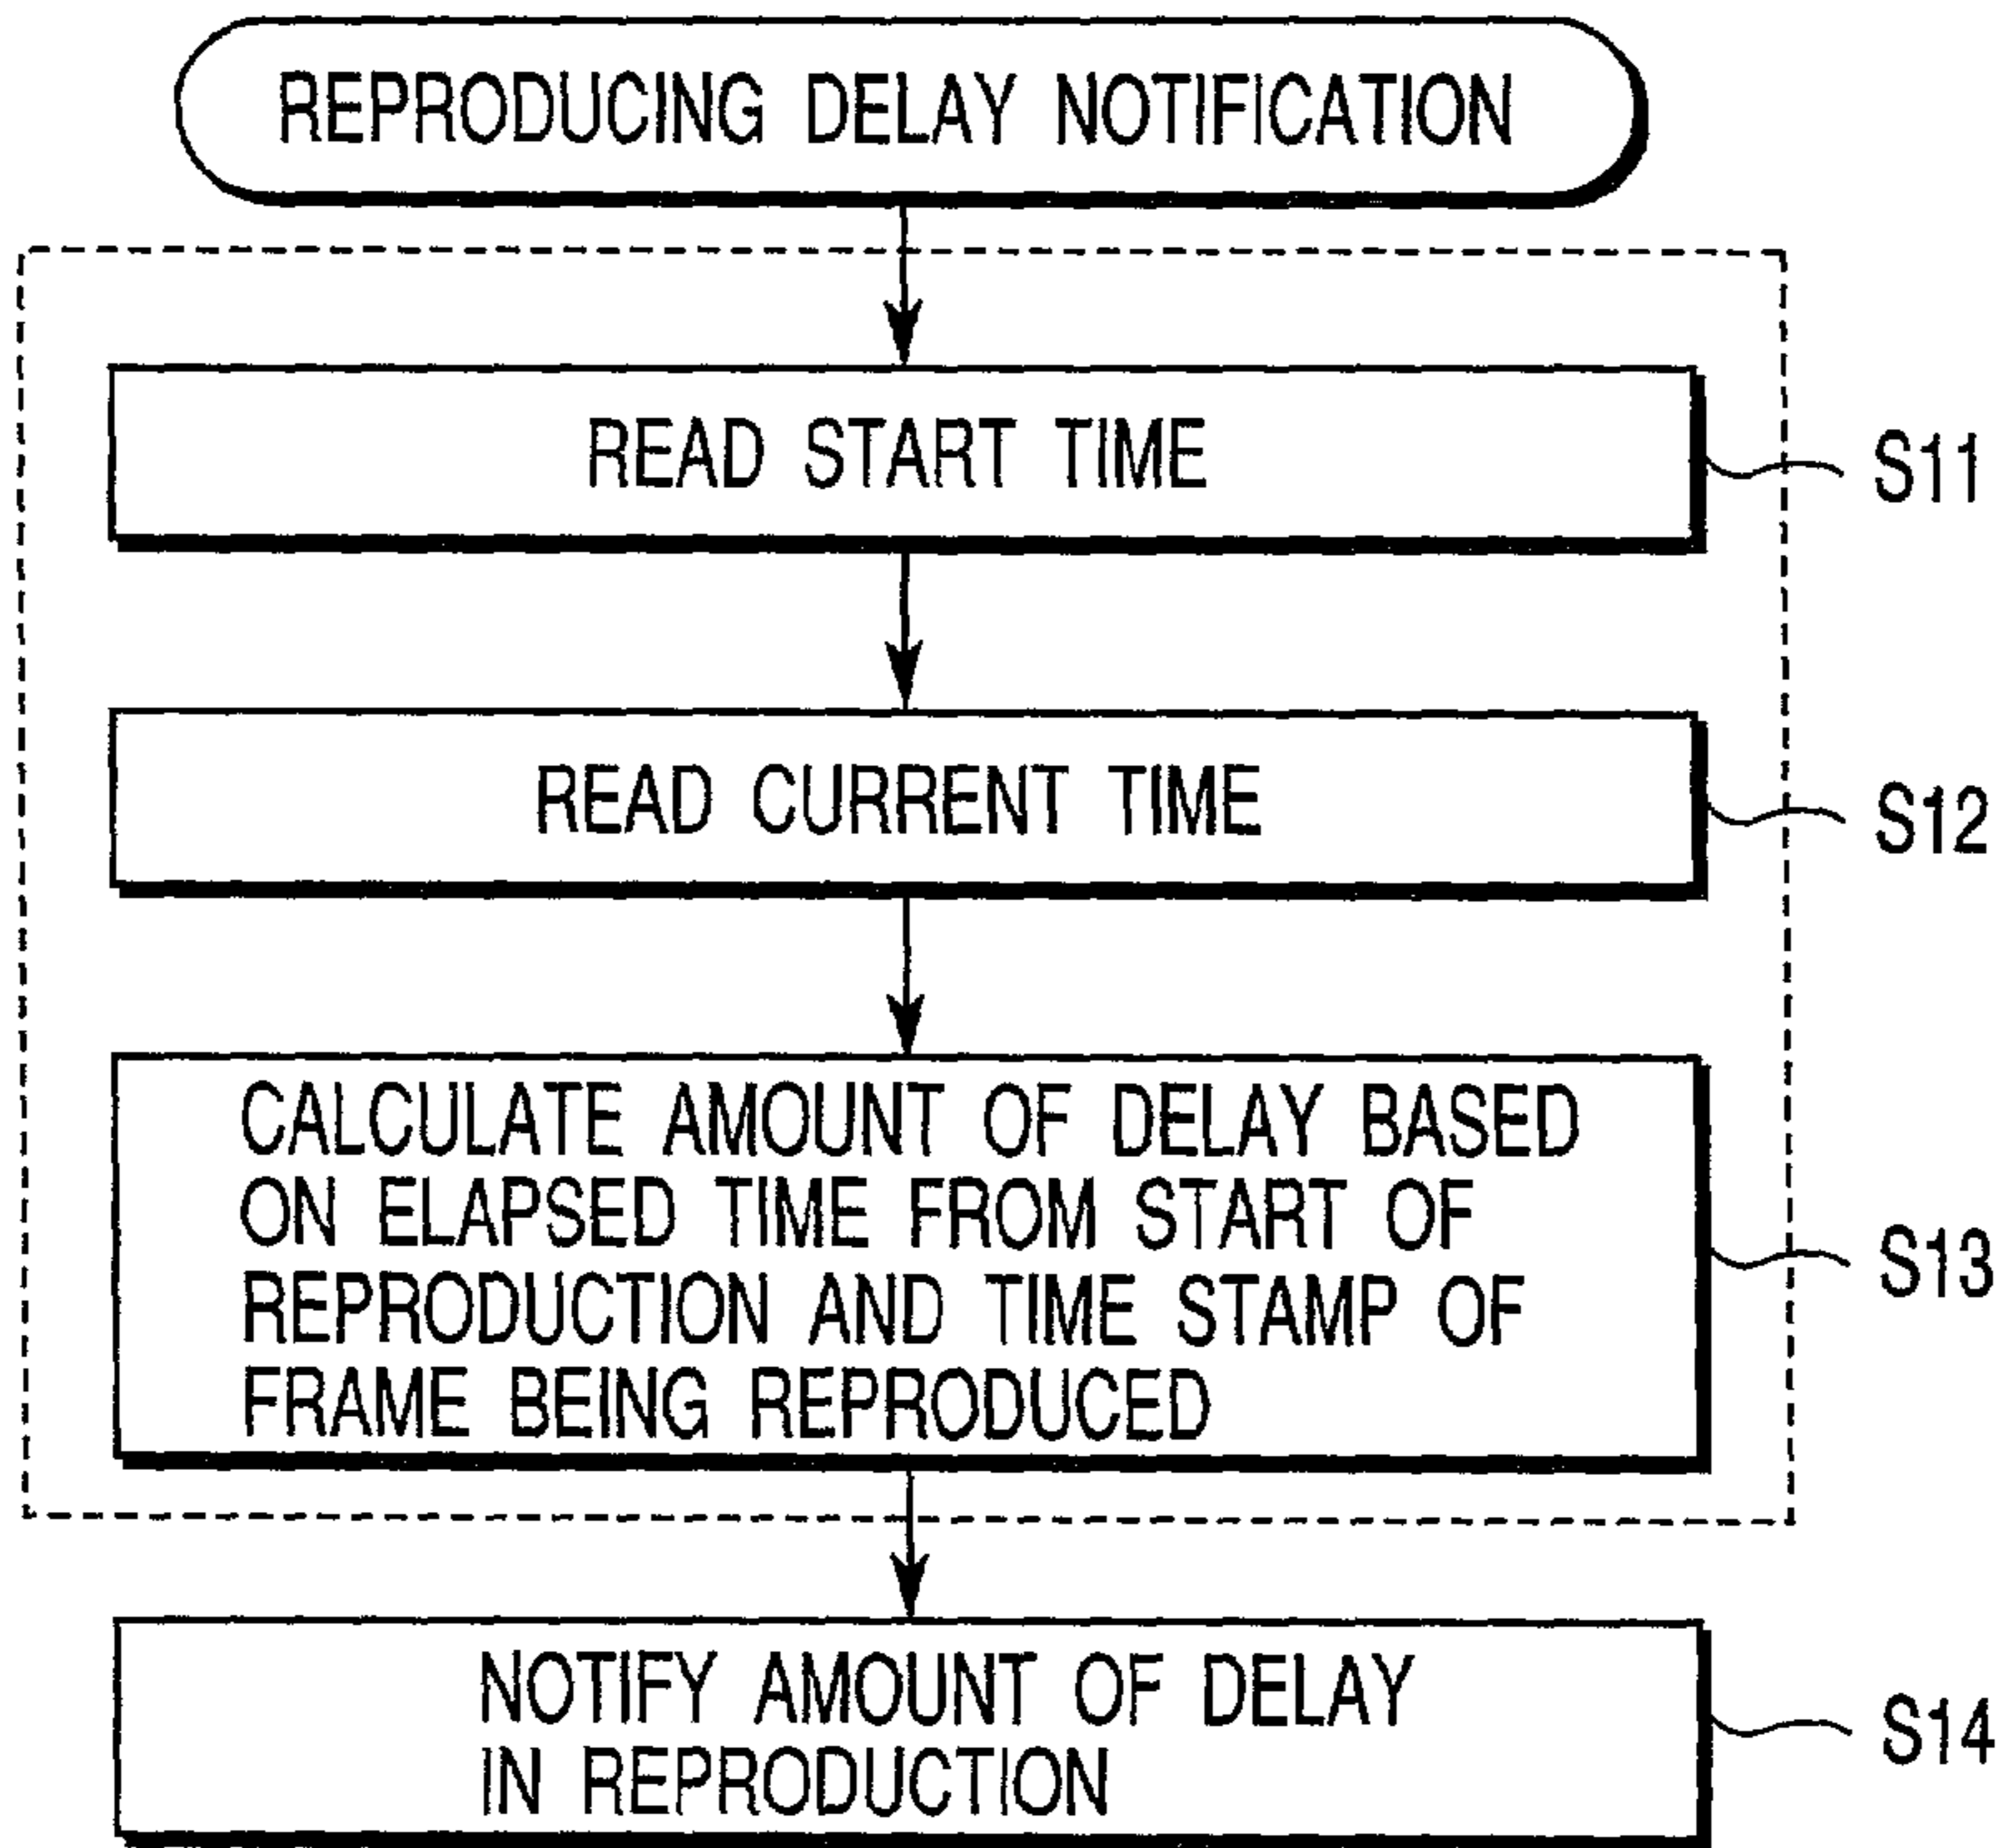 REPRODUCING DELAY NOTIFICATION
READ START TIME
S11
READ CURRENT TIME
S12
CALCULATE AMOUNT OF DELAY BASED
ON ELAPSED TIME FROM START OF
REPRODUCTION AND TIME STAMP OF
FRAME BEING REPRODUCED
S13
NOTIFY AMOUNT OF DELAY
IN REPRODUCTION
S14